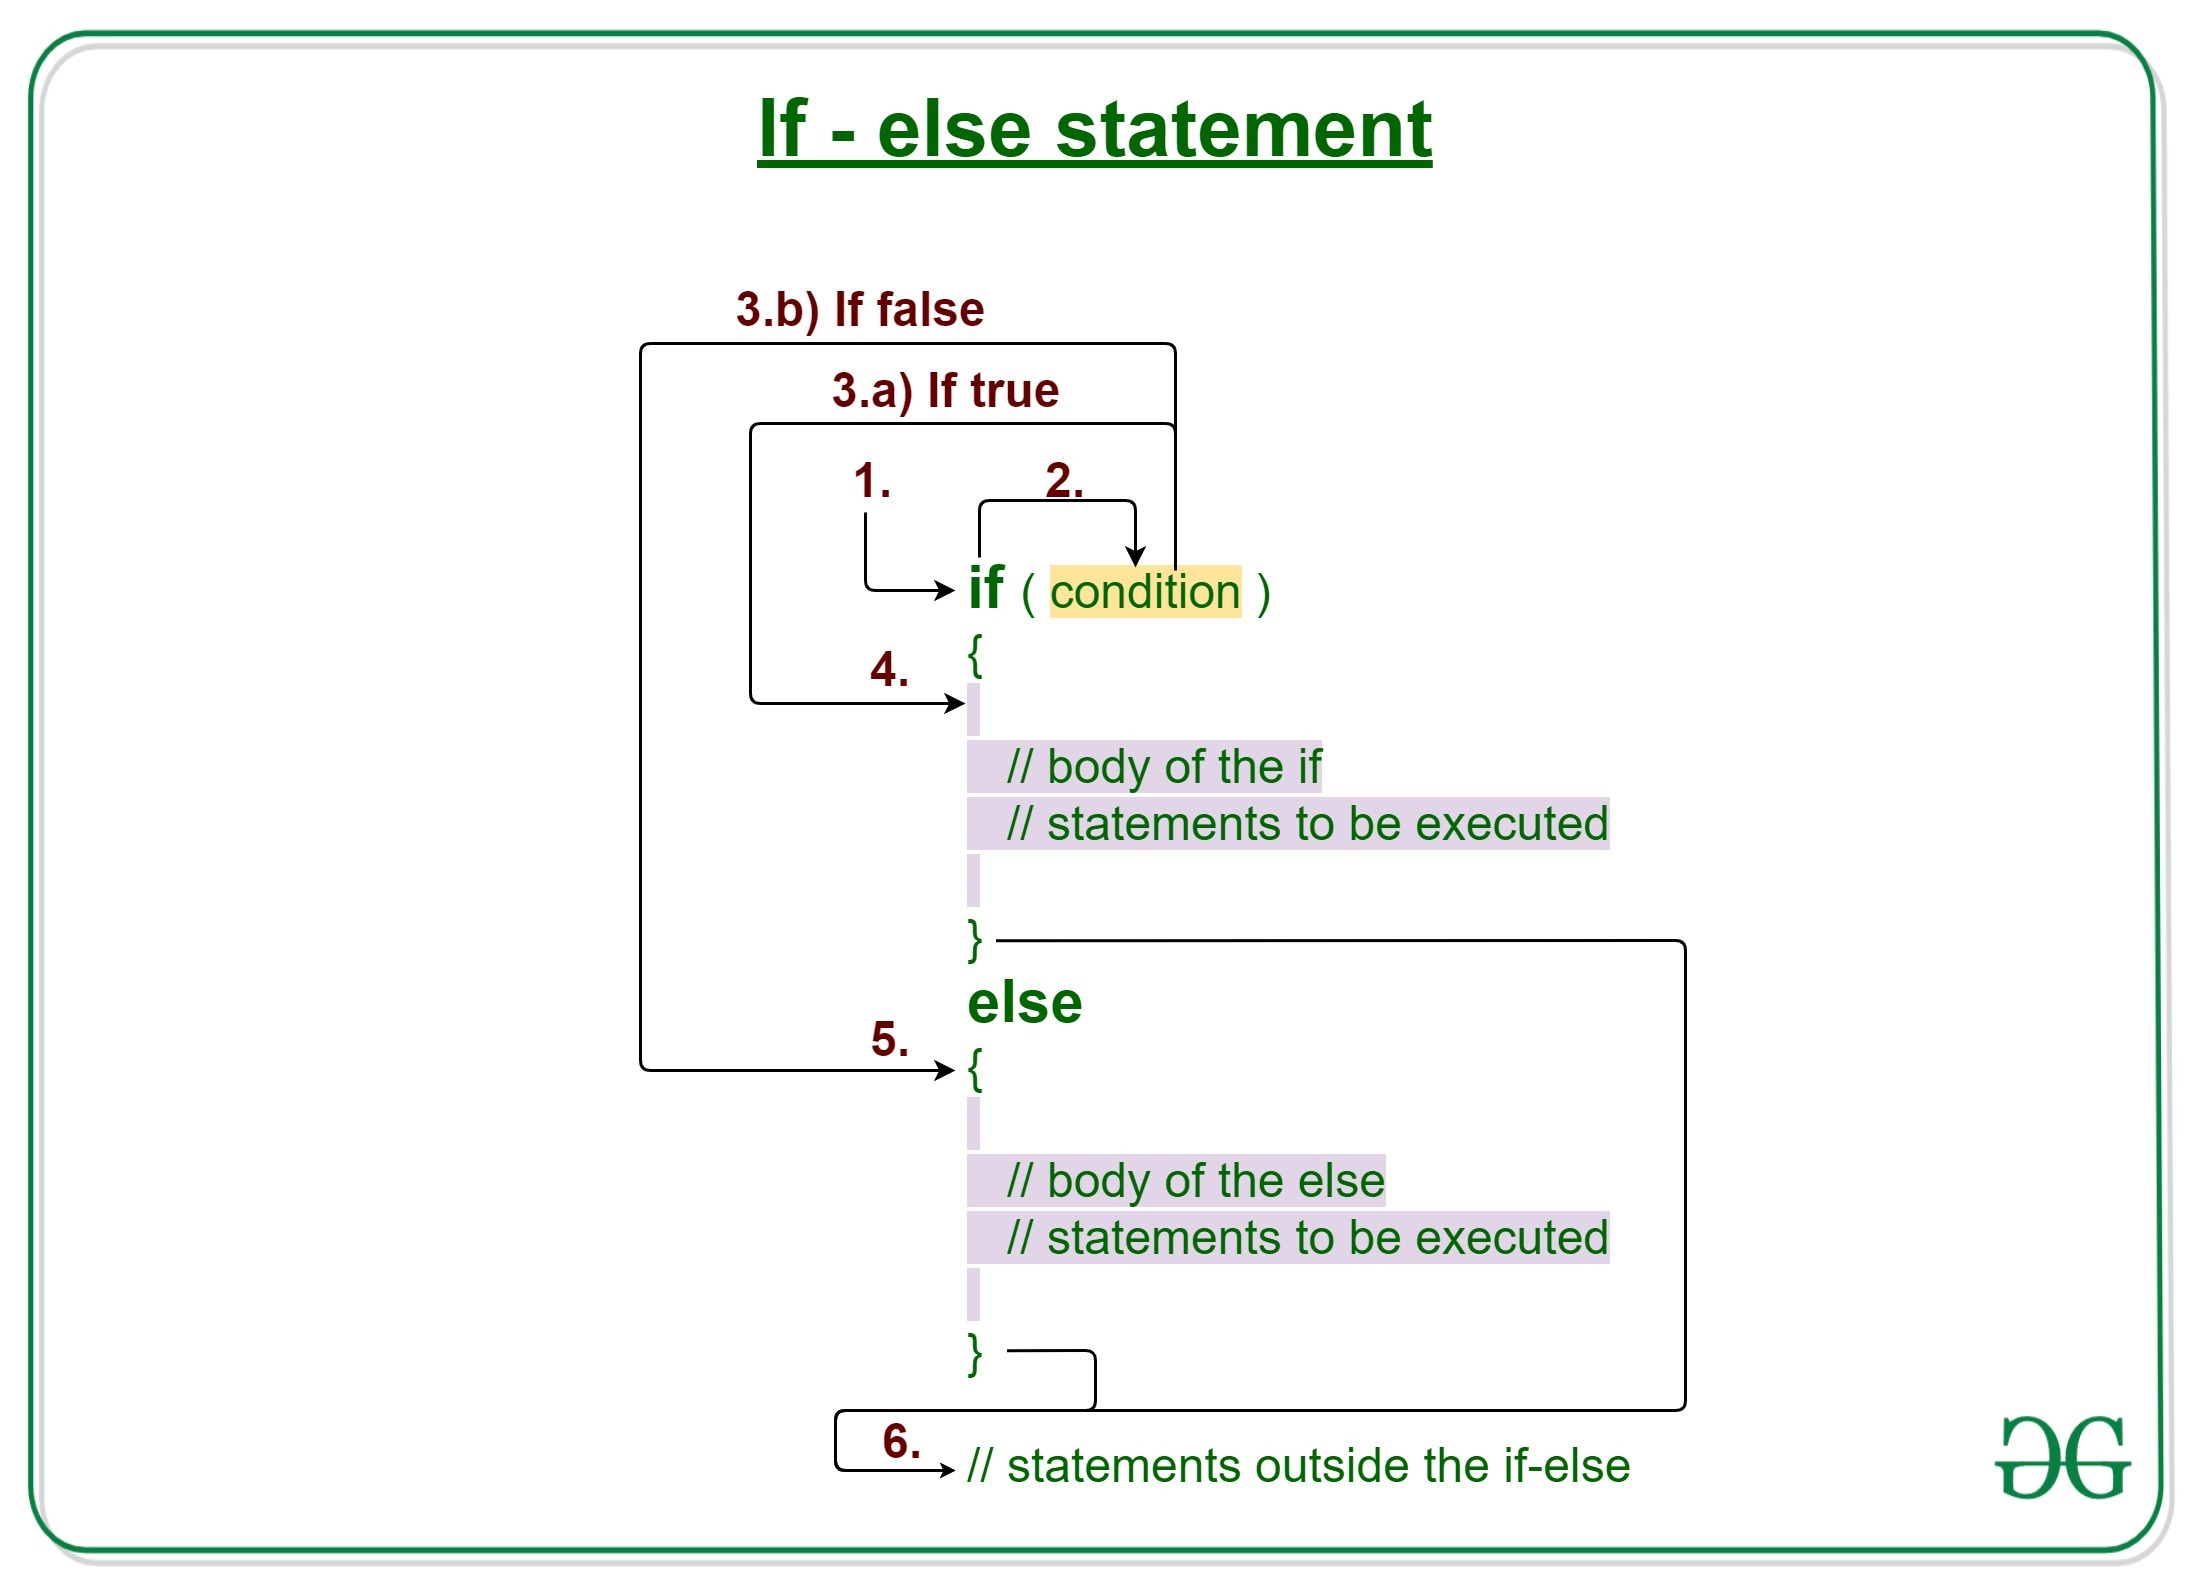 If - else statement
3.b) If false
3.a) If true
1.
2.
if ( condition )
{
4.
// body of the if
// statements to be executed
}
else
5.
{
// body of the else
// statements to be executed
}
6.
// statements outside the if-else